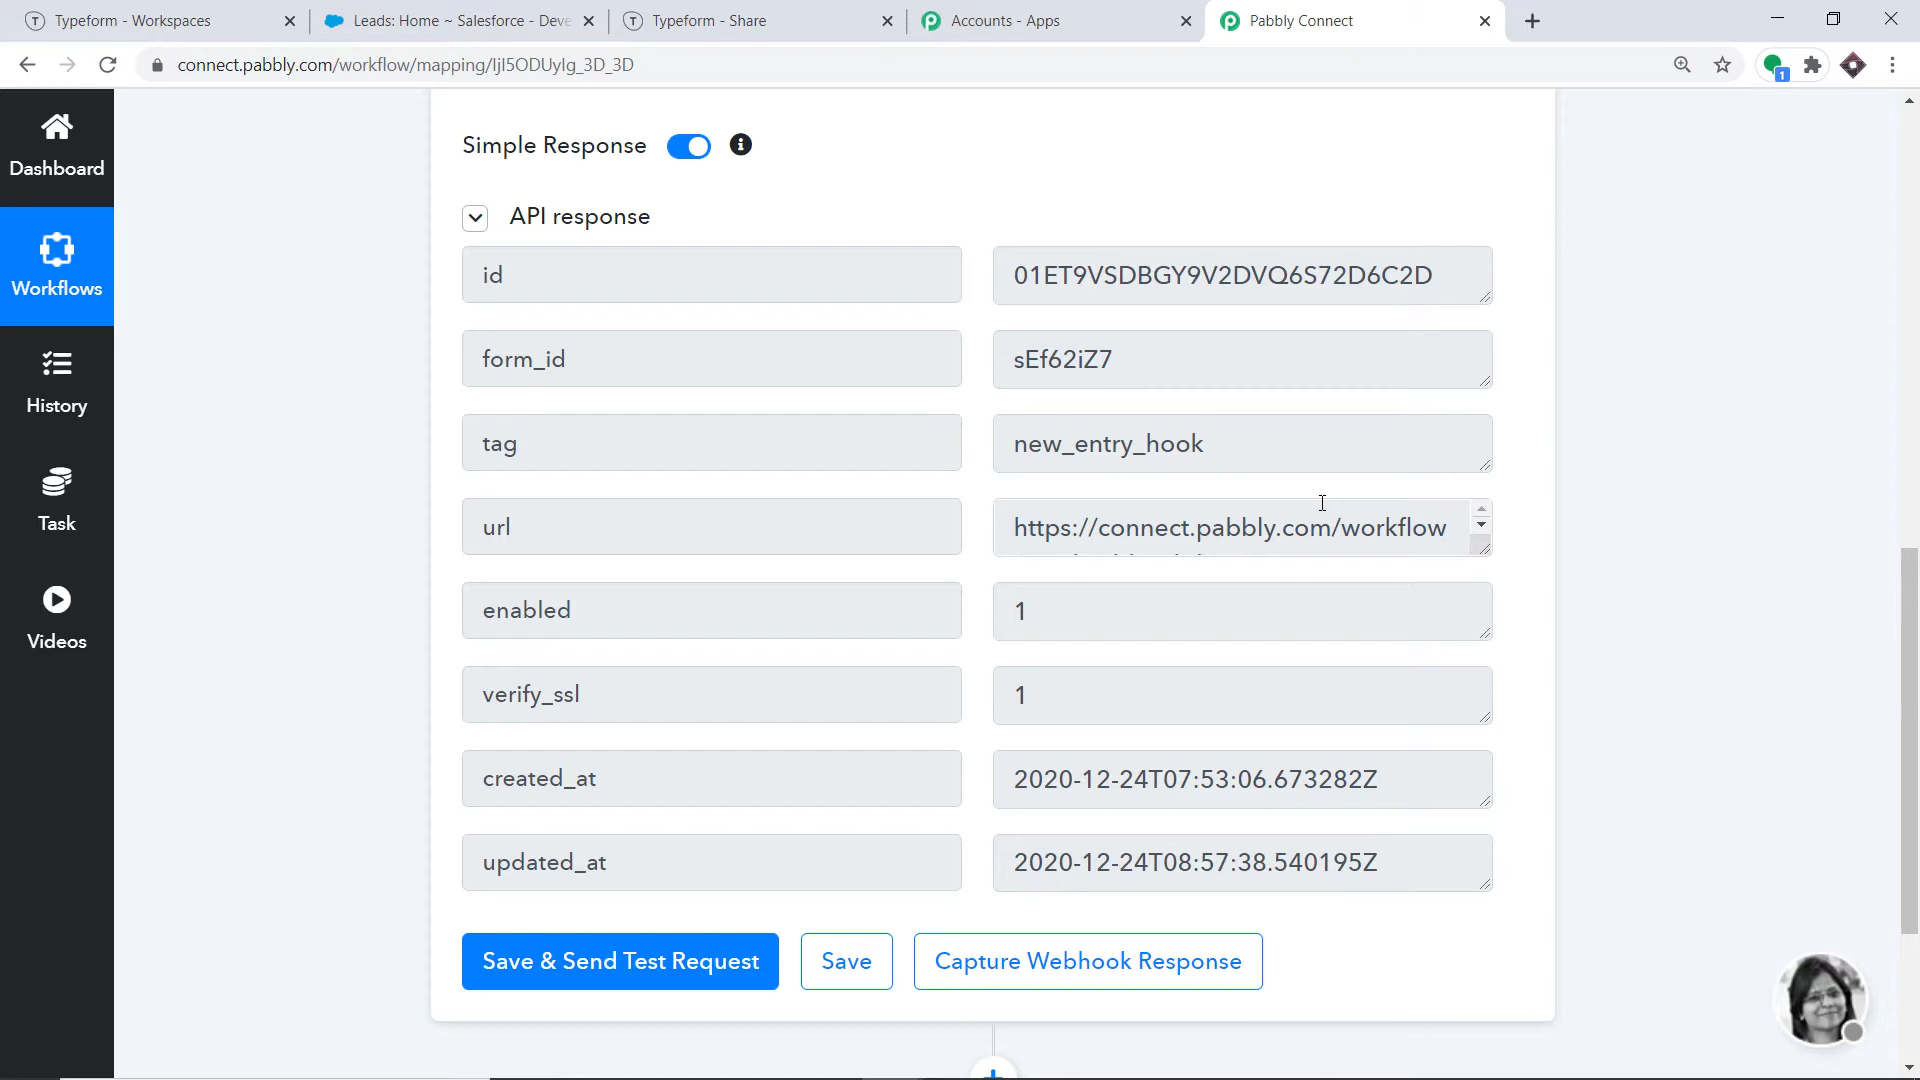 Typeform - Workspaces
Leads: Home ~ Salesforce - Deve
Typeform - Share
Accounts - Apps
Pabbly Connect
connect.pabbly.com/workflow/mapping/IjI5ODUyIg_3D_3D
1
Dashboard
Workflows
History
Task
Videos
Simple Response
API response
id
01ET9VSDBGY9V2DVQ6S72D6C2D
form_id
sEf62iZ7
tag
new_entry_hook
url
https://connect.pabbly.com/workflow
enabled
1
verify_ssl
1
created_at
2020-12-24T07:53:06.673282Z
updated_at
2020-12-24T08:57:38.540195Z
Save & Send Test Request
Save
Capture Webhook Response